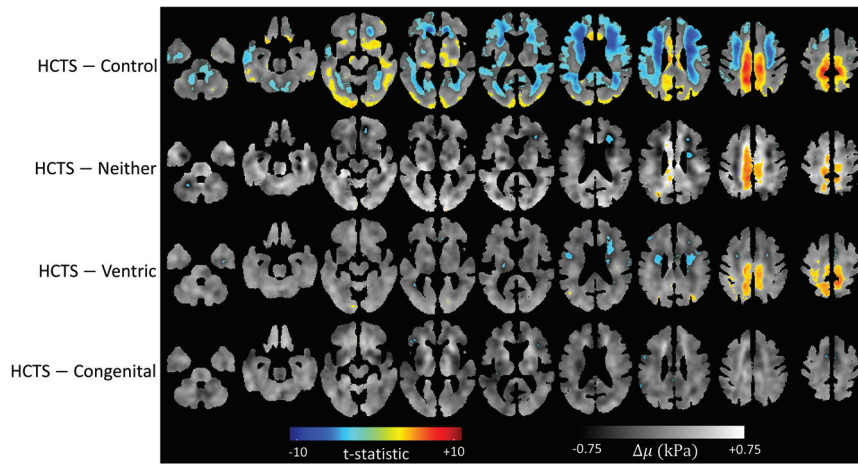 HCTS – Control
HCTS – Neither
HCTS – Ventric
HCTS – Congenital
-10 t-statistic +10
-0.75 Δμ (kPa) +0.75